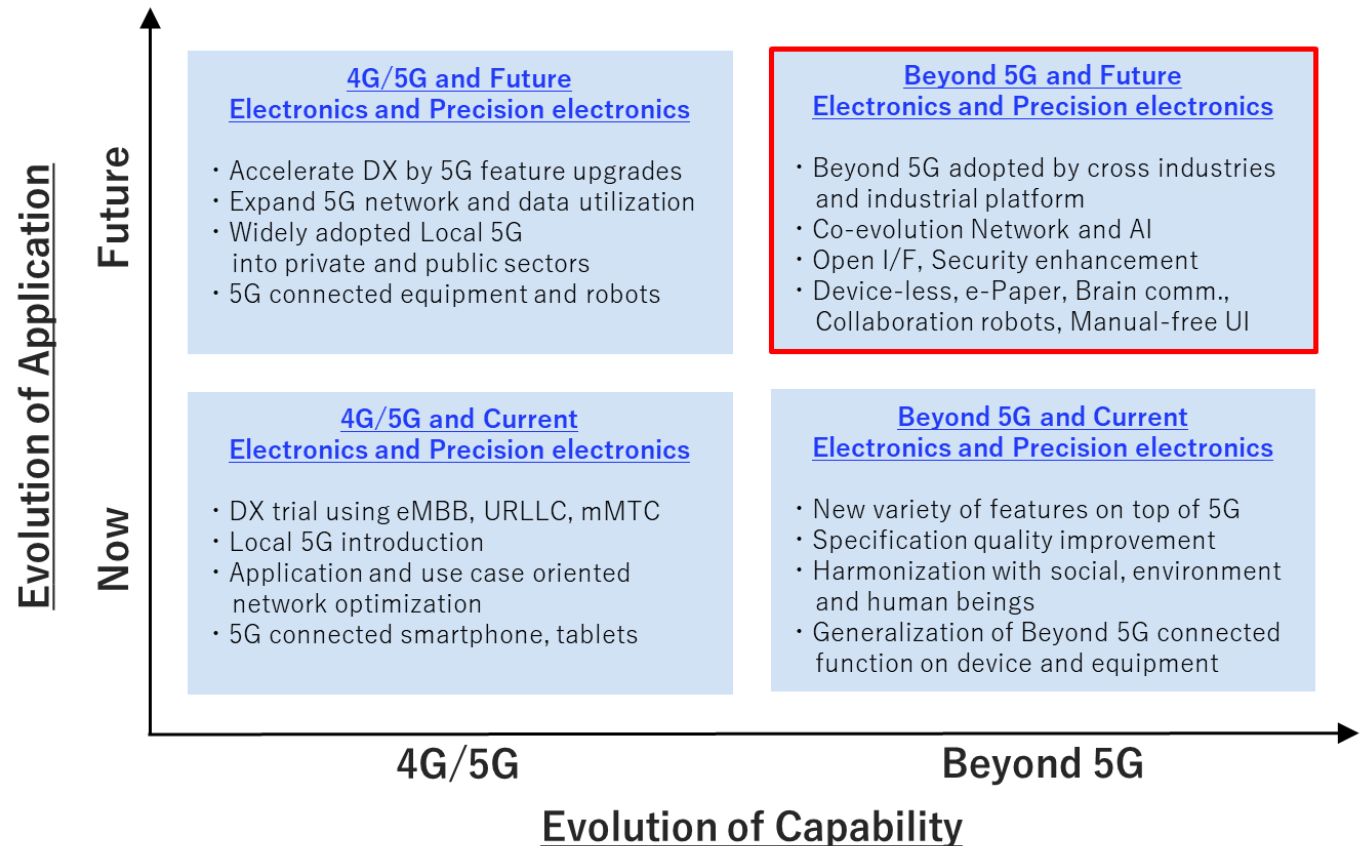 Evolution of Application
Future
Now
4G/5G and Future
Electronics and Precision electronics
・Accelerate DX by 5G feature upgrades
・Expand 5G network and data utilization
・Widely adopted Local 5G
into private and public sectors
・5G connected equipment and robots
Beyond 5G and Future
Electronics and Precision electronics
・Beyond 5G adopted by cross industries
and industrial platform
・Co-evolution Network and AI
・Open I/F, Security enhancement
・Device-less, e-Paper, Brain comm.,
Collaboration robots, Manual-free UI
4G/5G and Current
Electronics and Precision electronics
・DX trial using eMBB, URLLC, mMTC
・Local 5G introduction
・Application and use case oriented
network optimization
・5G connected smartphone, tablets
Beyond 5G and Current
Electronics and Precision electronics
・New variety of features on top of 5G
・Specification quality improvement
・Harmonization with social, environment
and human beings
・Generalization of Beyond 5G connected
function on device and equipment
4G/5G
Beyond 5G
Evolution of Capability